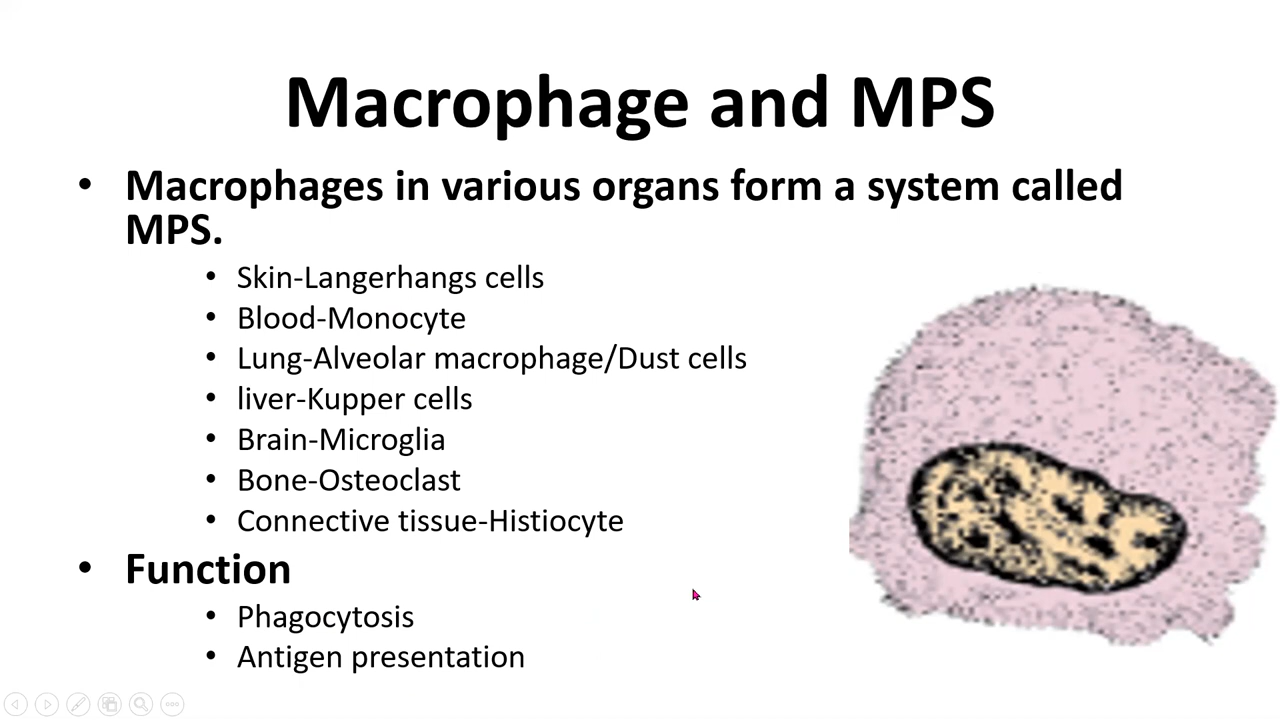 Macrophage and MPS
• Macrophages in various organs form a system called
MPS.
• Skin-Langerhangs cells
• Blood-Monocyte
• Lung-Alveolar macrophage/Dust cells
• liver-Kupper cells
• Brain-Microglia
• Bone-Osteoclast
• Connective tissue-Histiocyte
• Function
• Phagocytosis
• Antigen presentation